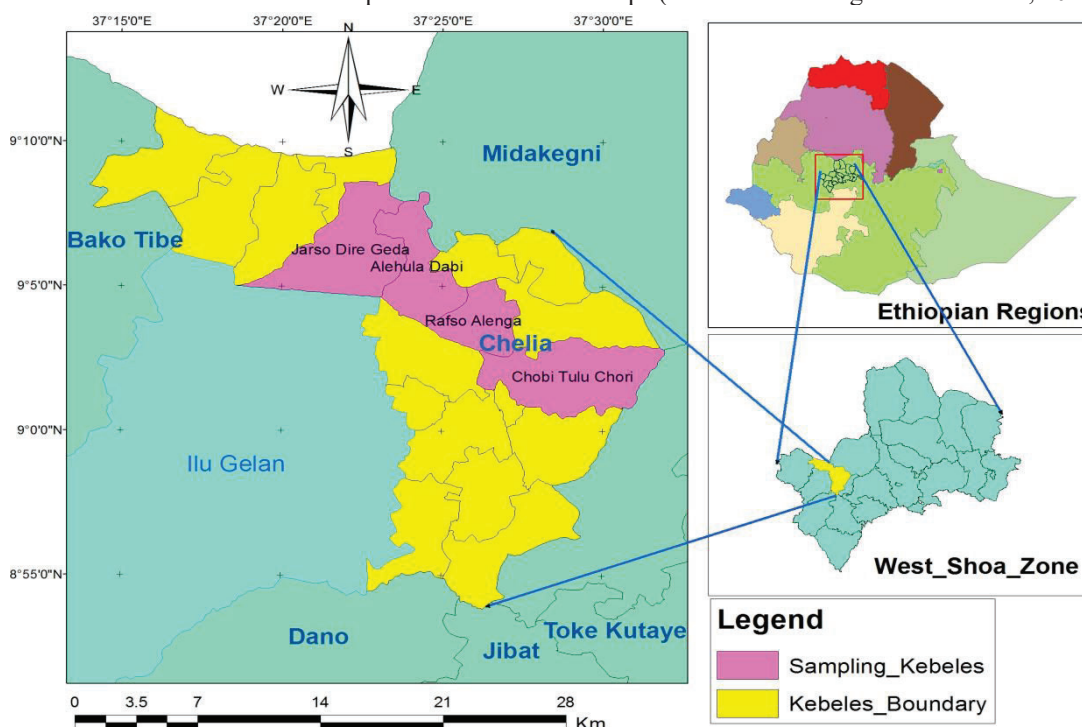 37°15'0"E 37°20'0"E 37°25'0"E 37°30'0"E
N
W E
S
9°10'0"N
9°5'0"N
9°0'0"N
8°55'0"N
Midakegni
Bako Tibe
Jarso Dire Geda
Alehula Dabi
Rafso Alenga
Chelia
Chobi Tulu Chori
Ilu Gelan
Dano
Jibat
Toke Kutaye
0 3.5 7 14 21 28
Km
Ethiopian Regions
West_Shoa_Zone
Legend
Sampling_Kebeles
Kebeles_Boundary